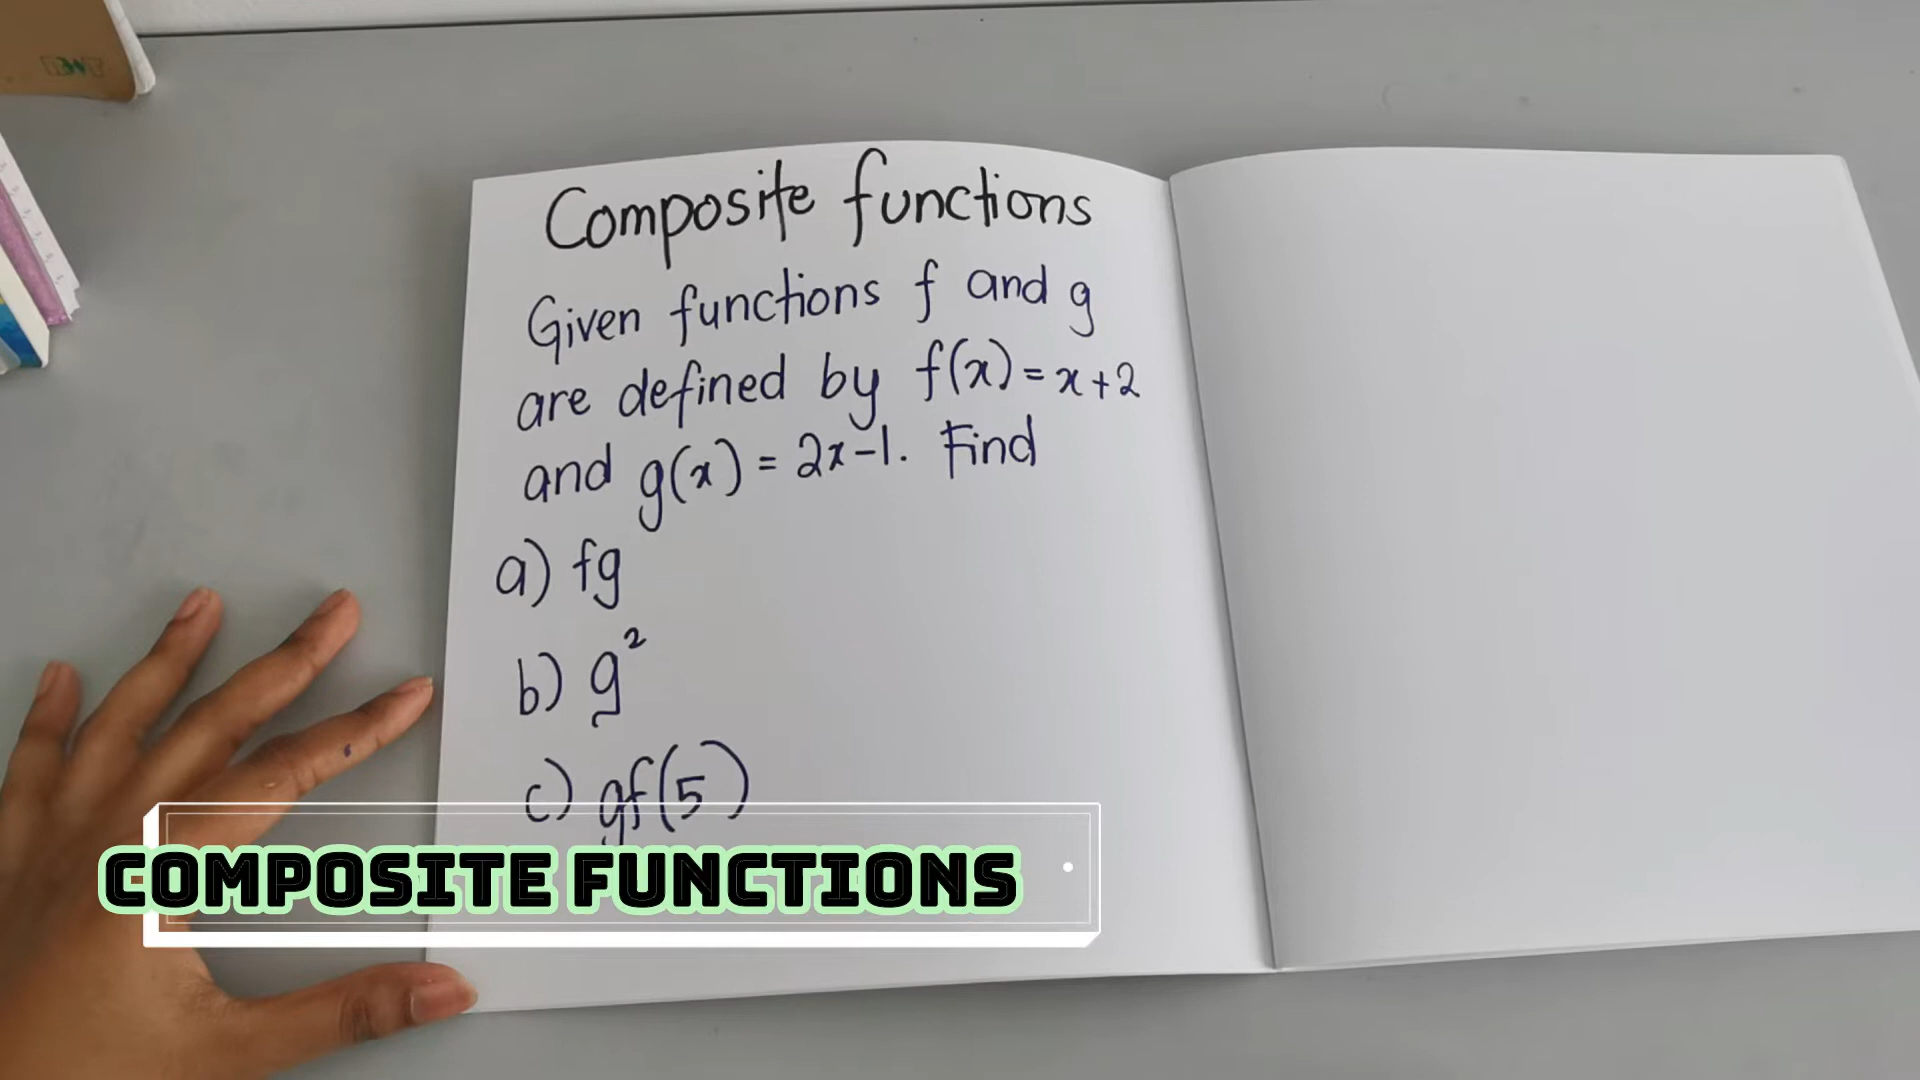 Composite functions
Given functions f and g
are defined by f(x) = x+2
and g(x) = 2x-1. Find
a) fg
b) g²
c) gf(5)
COMPOSITE FUNCTIONS